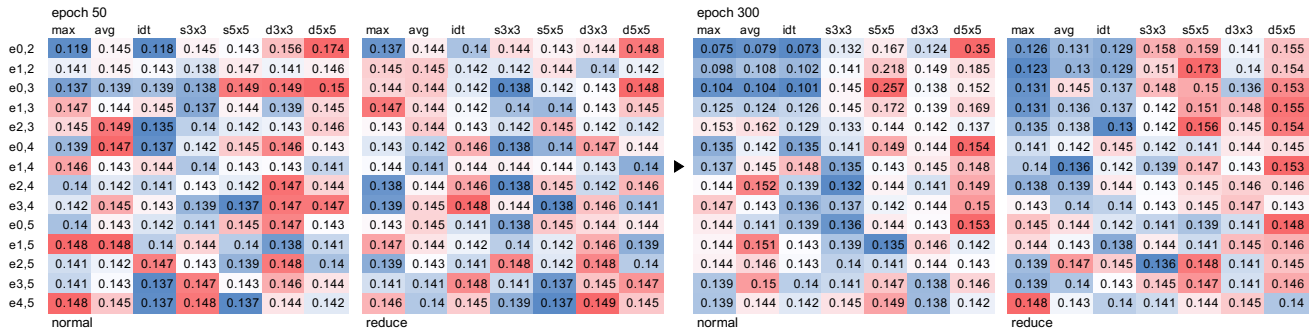 epoch 50 epoch 300
max avg idt s3x3 s5x5 d3x3 d5x5 max avg idt s3x3 s5x5 d3x3 d5x5 max avg idt s3x3 s5x5 d3x3 d5x5 max avg idt s3x3 s5x5 d3x3 d5x5
e0,2 0.119 0.145 0.118 0.145 0.143 0.156 0.174 0.137 0.144 0.14 0.144 0.143 0.144 0.148 0.075 0.079 0.073 0.132 0.167 0.124 0.35 0.126 0.131 0.129 0.158 0.159 0.141 0.155
e1,2 0.141 0.145 0.143 0.138 0.147 0.141 0.146 0.145 0.145 0.142 0.142 0.144 0.14 0.142 0.098 0.108 0.102 0.141 0.218 0.149 0.185 0.123 0.13 0.129 0.151 0.173 0.14 0.154
e0,3 0.137 0.139 0.139 0.138 0.149 0.149 0.15 0.144 0.144 0.142 0.138 0.142 0.143 0.148 0.104 0.104 0.101 0.145 0.257 0.138 0.152 0.131 0.145 0.137 0.148 0.15 0.136 0.153
e1,3 0.147 0.144 0.145 0.137 0.144 0.139 0.145 0.147 0.144 0.142 0.14 0.14 0.143 0.145 0.125 0.124 0.126 0.145 0.172 0.139 0.169 0.131 0.136 0.137 0.142 0.151 0.148 0.155
e2,3 0.145 0.149 0.135 0.14 0.142 0.143 0.146 0.143 0.144 0.143 0.142 0.145 0.142 0.142 0.153 0.162 0.129 0.133 0.144 0.142 0.137 0.135 0.138 0.13 0.142 0.156 0.145 0.154
e0,4 0.139 0.147 0.137 0.142 0.145 0.146 0.143 0.143 0.142 0.146 0.138 0.14 0.147 0.144 0.135 0.142 0.135 0.141 0.149 0.144 0.154 0.139 0.144 0.145 0.142 0.141 0.144 0.145
e1,4 0.146 0.143 0.144 0.14 0.143 0.143 0.141 0.144 0.141 0.144 0.144 0.144 0.143 0.14 0.137 0.145 0.148 0.135 0.143 0.145 0.148 0.14 0.136 0.142 0.139 0.147 0.143 0.153
e2,4 0.14 0.142 0.141 0.143 0.142 0.147 0.144 0.138 0.144 0.146 0.138 0.145 0.142 0.146 0.144 0.152 0.139 0.132 0.144 0.141 0.149 0.138 0.139 0.144 0.143 0.145 0.146 0.146
e3,4 0.142 0.145 0.143 0.139 0.137 0.147 0.147 0.139 0.145 0.148 0.144 0.138 0.146 0.141 0.147 0.143 0.136 0.137 0.142 0.144 0.15 0.143 0.14 0.14 0.144 0.145 0.143 0.145
e0,5 0.14 0.142 0.143 0.141 0.145 0.147 0.143 0.142 0.145 0.141 0.138 0.143 0.145 0.145 0.144 0.141 0.139 0.136 0.144 0.143 0.153 0.145 0.144 0.142 0.141 0.139 0.141 0.148
e1,5 0.148 0.148 0.14 0.144 0.14 0.138 0.141 0.147 0.144 0.142 0.14 0.142 0.146 0.139 0.144 0.151 0.143 0.139 0.135 0.146 0.142 0.144 0.143 0.138 0.144 0.141 0.145 0.146
e2,5 0.142 0.141 0.147 0.143 0.139 0.148 0.14 0.139 0.143 0.141 0.148 0.142 0.148 0.14 0.144 0.146 0.143 0.14 0.141 0.144 0.143 0.139 0.147 0.145 0.136 0.148 0.141 0.145
e3,5 0.142 0.143 0.137 0.147 0.143 0.146 0.144 0.141 0.141 0.148 0.141 0.137 0.145 0.147 0.139 0.15 0.14 0.143 0.147 0.138 0.146 0.139 0.14 0.143 0.145 0.147 0.141 0.146
e4,5 0.148 0.145 0.137 0.148 0.137 0.144 0.142 0.146 0.14 0.145 0.139 0.137 0.149 0.145 0.139 0.144 0.142 0.145 0.149 0.138 0.142 0.148 0.143 0.14 0.141 0.144 0.145 0.14
normal reduce normal reduce